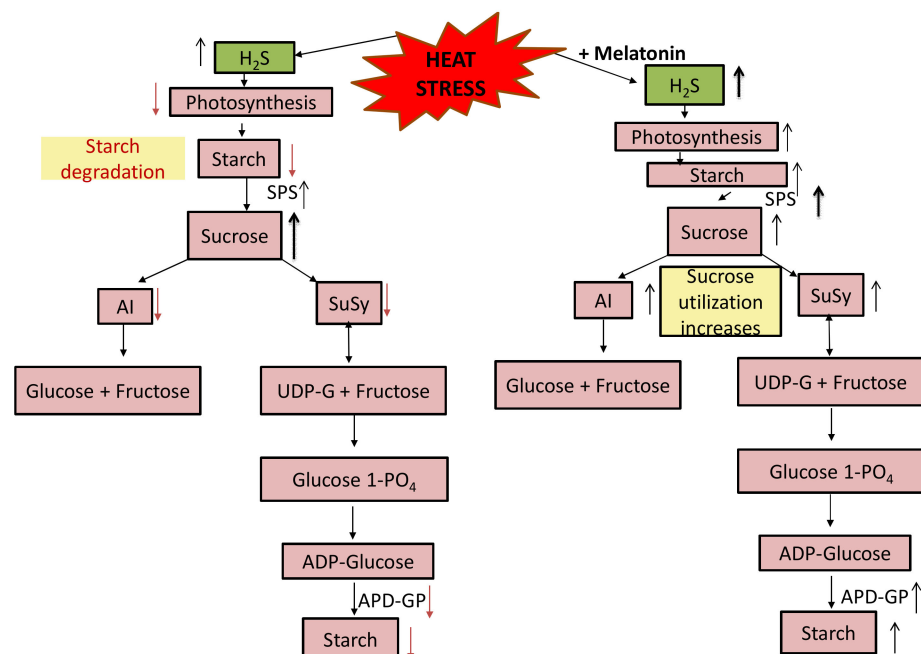 HEAT
STRESS
H₂S
Photosynthesis
Starch
degradation
Starch
SPS
Sucrose
AI
SuSy
Glucose + Fructose
UDP-G + Fructose
Glucose 1-PO₄
ADP-Glucose
APD-GP
Starch
+ Melatonin
H₂S
Photosynthesis
Starch
SPS
Sucrose
AI
Sucrose
utilization
increases
SuSy
Glucose + Fructose
UDP-G + Fructose
Glucose 1-PO₄
ADP-Glucose
APD-GP
Starch